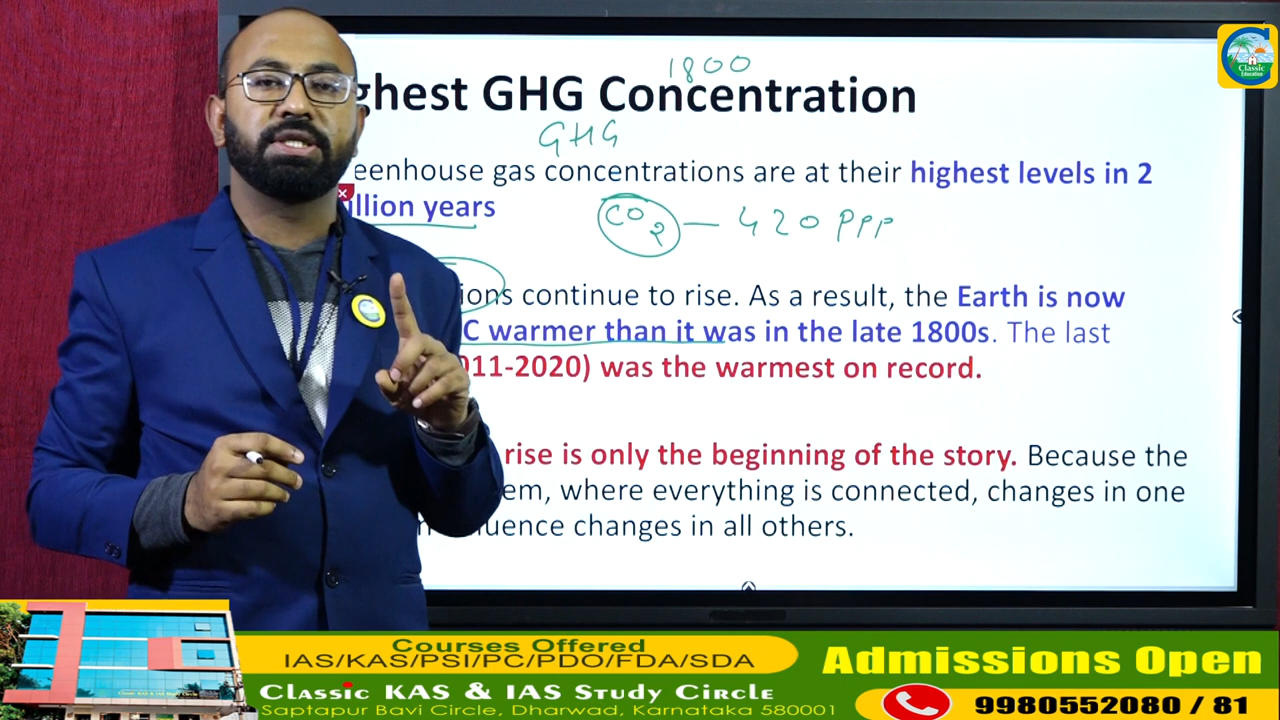 1800
ghest GHG Concentration
GHG
eenhouse gas concentrations are at their highest levels in 2
illion years
CO2 — 420 PPP
ions continue to rise. As a result, the Earth is now
C warmer than it was in the late 1800s. The last
011-2020) was the warmest on record.
rise is only the beginning of the story. Because the
em, where everything is connected, changes in one
uence changes in all others.
Classic
Education
Courses Offered
IAS/KAS/PSI/PC/PDO/FDA/SDA
Classic KAS & IAS Study Circle
Saptapur Bavi Circle, Dharwad, Karnataka 580001
Admissions Open
9980552080 / 81